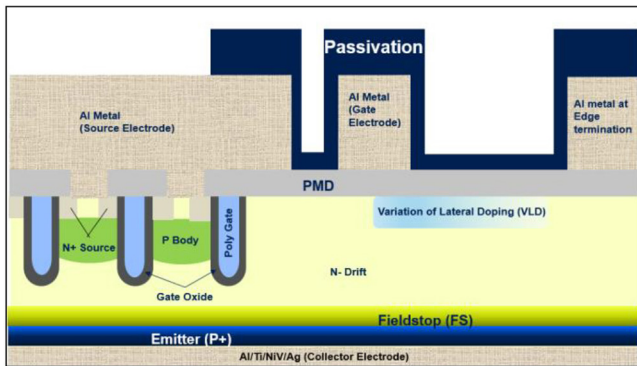 Passivation
Al Metal
(Source Electrode)
Al Metal
(Gate
Electrode)
Al metal at
Edge
termination
PMD
Variation of Lateral Doping (VLD)
N+ Source
P Body
Poly Gate
Gate Oxide
N- Drift
Fieldstop (FS)
Emitter (P+)
Al/Ti/NiV/Ag (Collector Electrode)